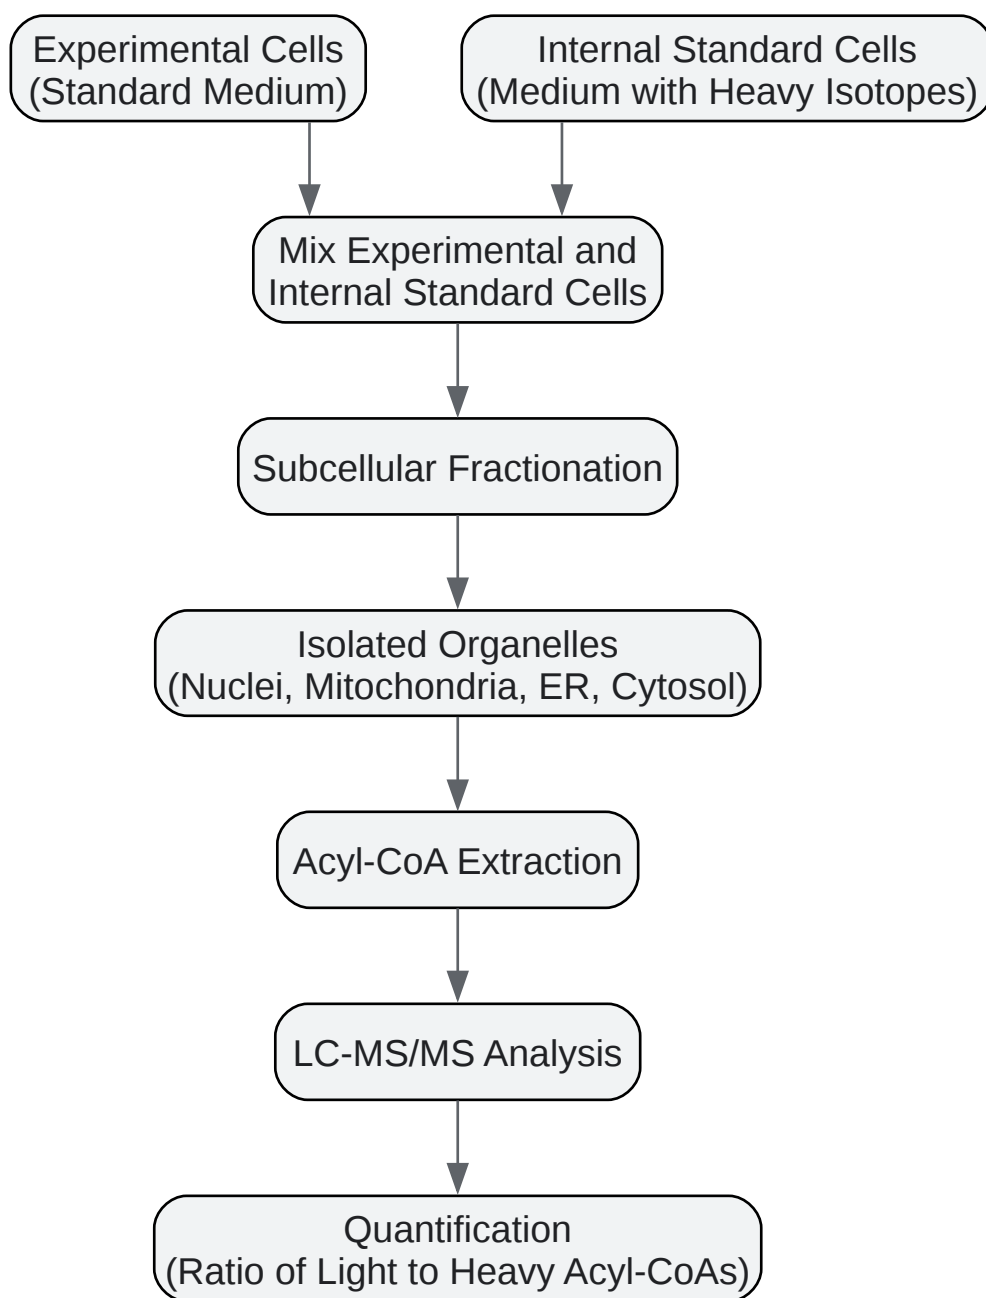 Experimental Cells
(Standard Medium)
Internal Standard Cells
(Medium with Heavy Isotopes)
Mix Experimental and
Internal Standard Cells
Subcellular Fractionation
Isolated Organelles
(Nuclei, Mitochondria, ER, Cytosol)
Acyl-CoA Extraction
LC-MS/MS Analysis
Quantification
(Ratio of Light to Heavy Acyl-CoAs)